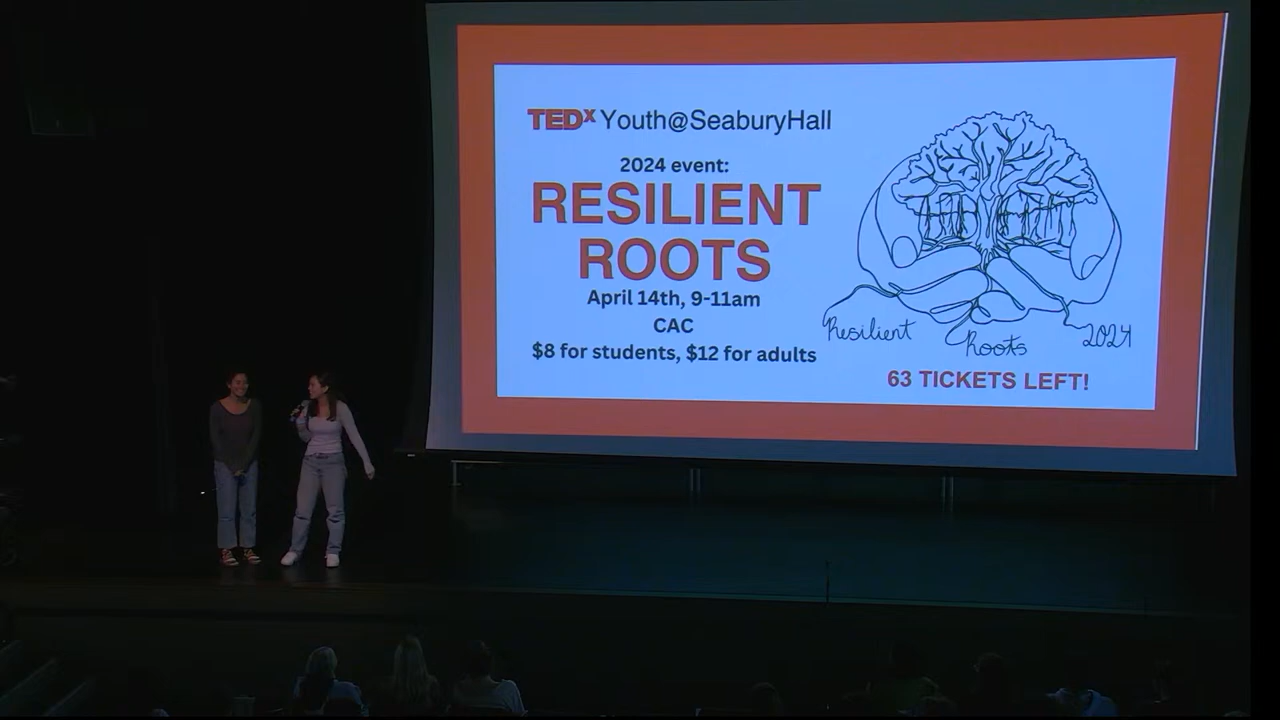 TEDx Youth@SeaburyHall
2024 event:
RESILIENT
ROOTS
April 14th, 9-11am
CAC
$8 for students, $12 for adults
Resilient Roots 2024
63 TICKETS LEFT!